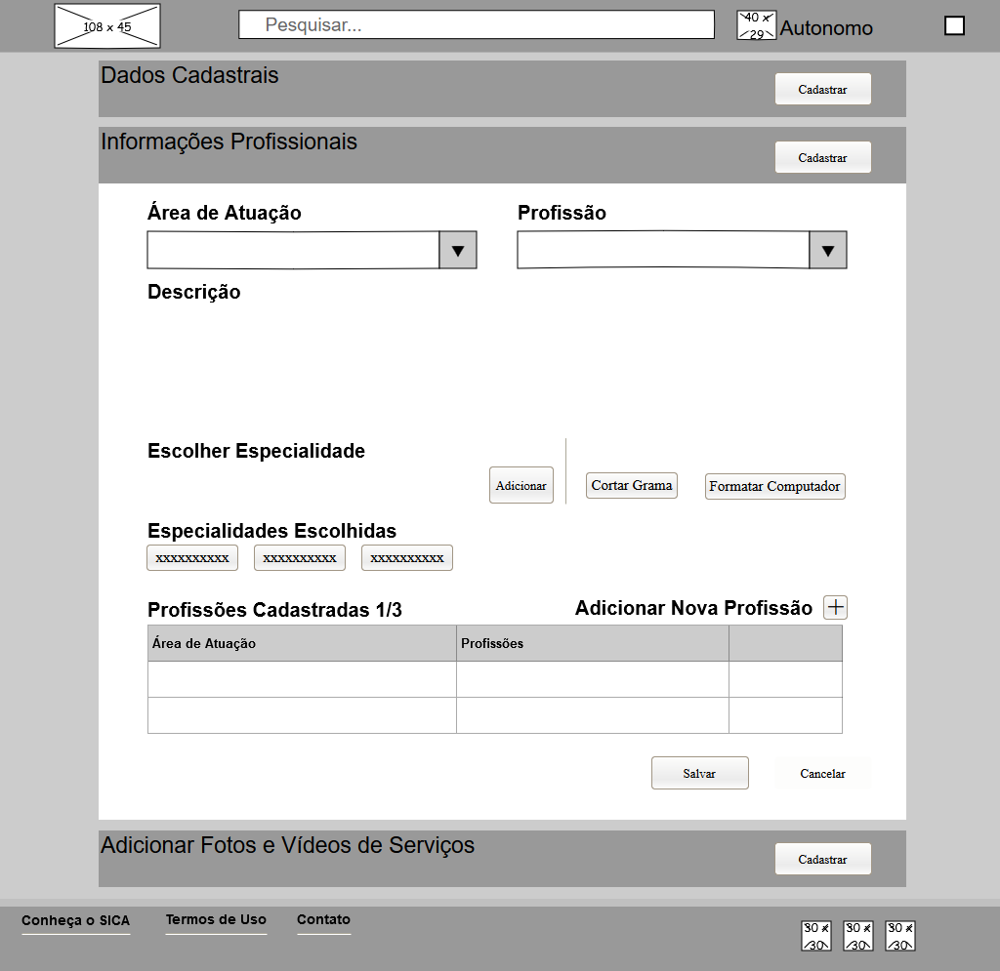 108 x 45
Pesquisar...
40 x 29
Autonomo
Dados Cadastrais
Cadastrar
Informações Profissionais
Cadastrar
Área de Atuação
Profissão
▼
▼
Descrição
Escolher Especialidade
Adicionar
Cortar Grama
Formatar Computador
Especialidades Escolhidas
xxxxxxxxxx
xxxxxxxxxx
xxxxxxxxxx
Profissões Cadastradas 1/3
Adicionar Nova Profissão
+
Área de Atuação
Profissões
Salvar
Cancelar
Adicionar Fotos e Vídeos de Serviços
Cadastrar
Conheça o SICA
Termos de Uso
Contato
30 x 30
30 x 30
30 x 30